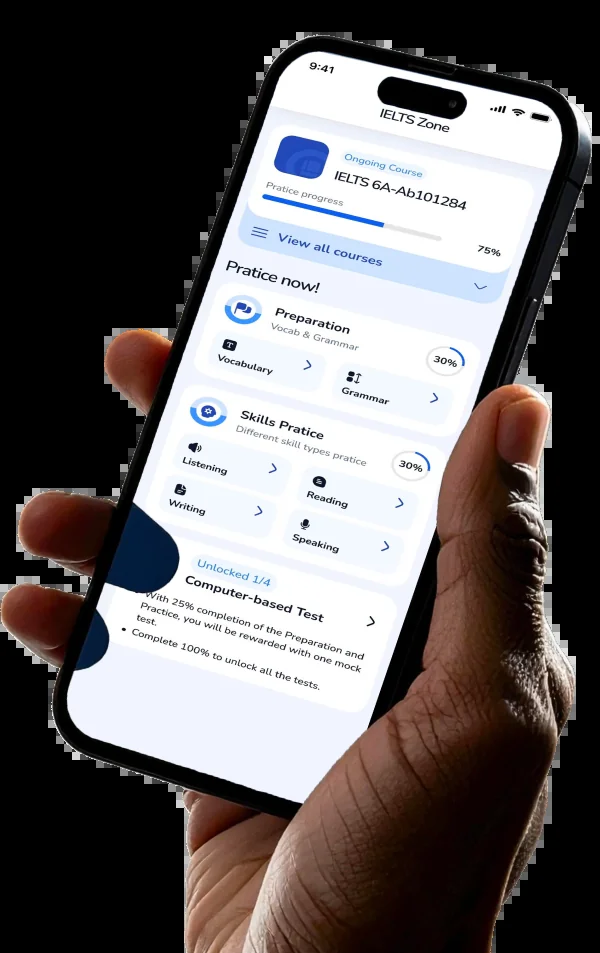 9:41
IELTS Zone
Ongoing Course
IELTS 6A-Ab101284
Pratice progress
75%
View all courses
Pratice now!
Preparation
Vocab & Grammar
30%
Vocabulary
Grammar
Skills Pratice
Different skill types pratice
30%
Listening
Reading
Writing
Speaking
Unlocked 1/4
Computer-based Test
With 25% completion of the Preparation and
Practice, you will be rewarded with one mock
test.
• Complete 100% to unlock all the tests.